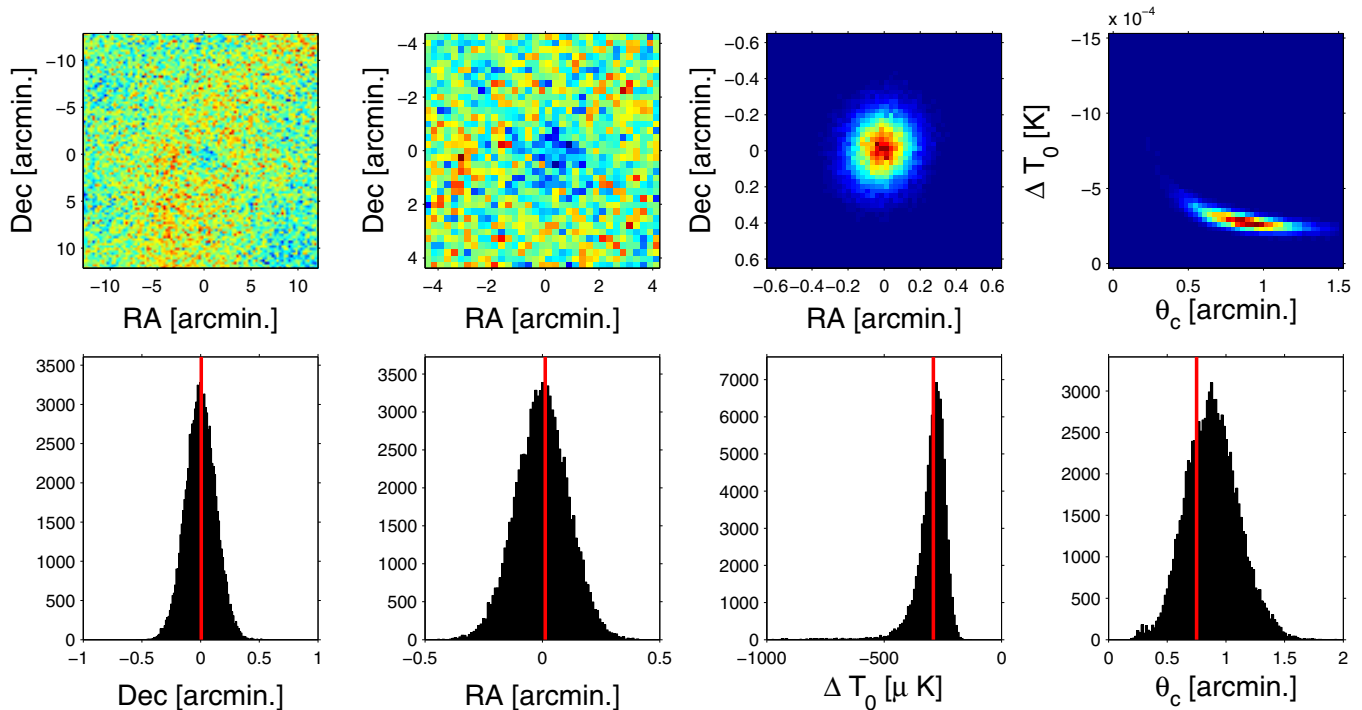 x 10⁻⁴
Dec [arcmin.]
−10
−5
0
5
10
−10 −5 0 5 10
RA [arcmin.]
Dec [arcmin.]
−4
−2
0
2
4
−4 −2 0 2 4
RA [arcmin.]
Dec [arcmin.]
−0.6
−0.4
−0.2
0
0.2
0.4
0.6
−0.6 −0.4 −0.2 0 0.2 0.4 0.6
RA [arcmin.]
Δ T₀ [K]
−15
−10
−5
0
0 0.5 1 1.5
θ_c [arcmin.]
3500
3000
2500
2000
1500
1000
500
0
−1 −0.5 0 0.5 1
Dec [arcmin.]
3500
3000
2500
2000
1500
1000
500
0
−0.5 0 0.5
RA [arcmin.]
7000
6000
5000
4000
3000
2000
1000
0
−1000 −500 0
Δ T₀ [μ K]
3000
2500
2000
1500
1000
500
0
0 0.5 1 1.5 2
θ_c [arcmin.]